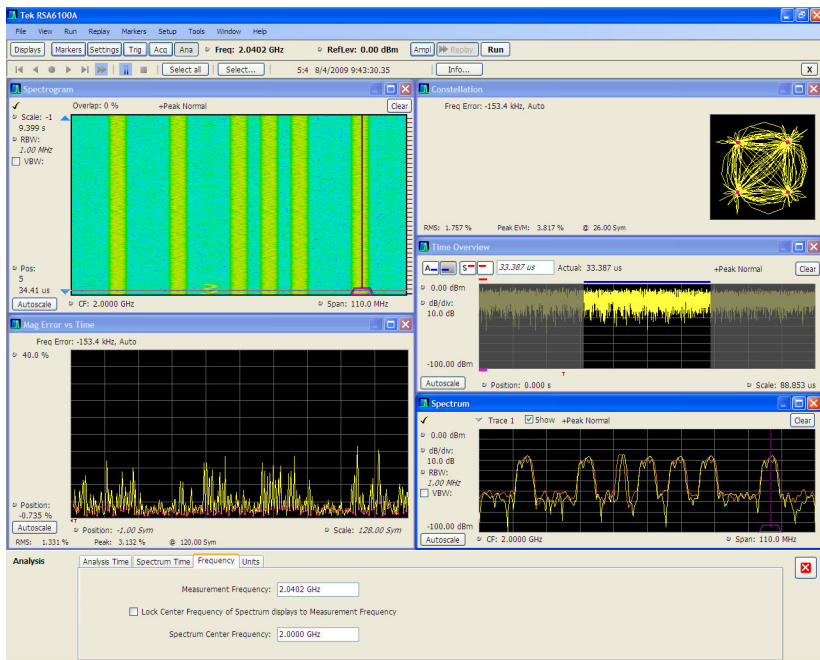 Tek RSA6100A
File View Run Replay Markers Setup Tools Window Help
Displays Markers Settings Trig Acq Ana Freq: 2.0402 GHz RefLev: 0.00 dBm Ampl Replay Run
Select all Select... 5:4 8/4/2009 9:43:30.35 Info... X
Spectrogram
Overlap: 0 % +Peak Normal Clear
Scale: -1
9.399 s
RBW:
1.00 MHz
VBW:
Pos:
5
34.41 us
Autoscale CF: 2.0000 GHz Span: 110.0 MHz
Constellation
Freq Error: -153.4 kHz, Auto
RMS: 1.757 % Peak EVM: 3.817 % @ 26.00 Sym
Time Overview
A S 33.387 us Actual: 33.387 us +Peak Normal Clear
0.00 dBm
dB/div:
10.0 dB
-100.00 dBm
T
Autoscale Position: 0.000 s Scale: 88.853 us
Mag Error vs Time
Freq Error: -153.4 kHz, Auto
40.0 %
Position:
-0.735 %
T
Autoscale Position: -1.00 Sym Scale: 128.00 Sym
RMS: 1.331 % Peak: 3.132 % @ 120.00 Sym
Spectrum
Trace 1 Show +Peak Normal Clear
0.00 dBm
dB/div:
10.0 dB
RBW:
1.00 MHz
VBW:
-100.00 dBm
Autoscale CF: 2.0000 GHz Span: 110.0 MHz
Analysis Analysis Time Spectrum Time Frequency Units
Measurement Frequency: 2.0402 GHz
Lock Center Frequency of Spectrum displays to Measurement Frequency
Spectrum Center Frequency: 2.0000 GHz